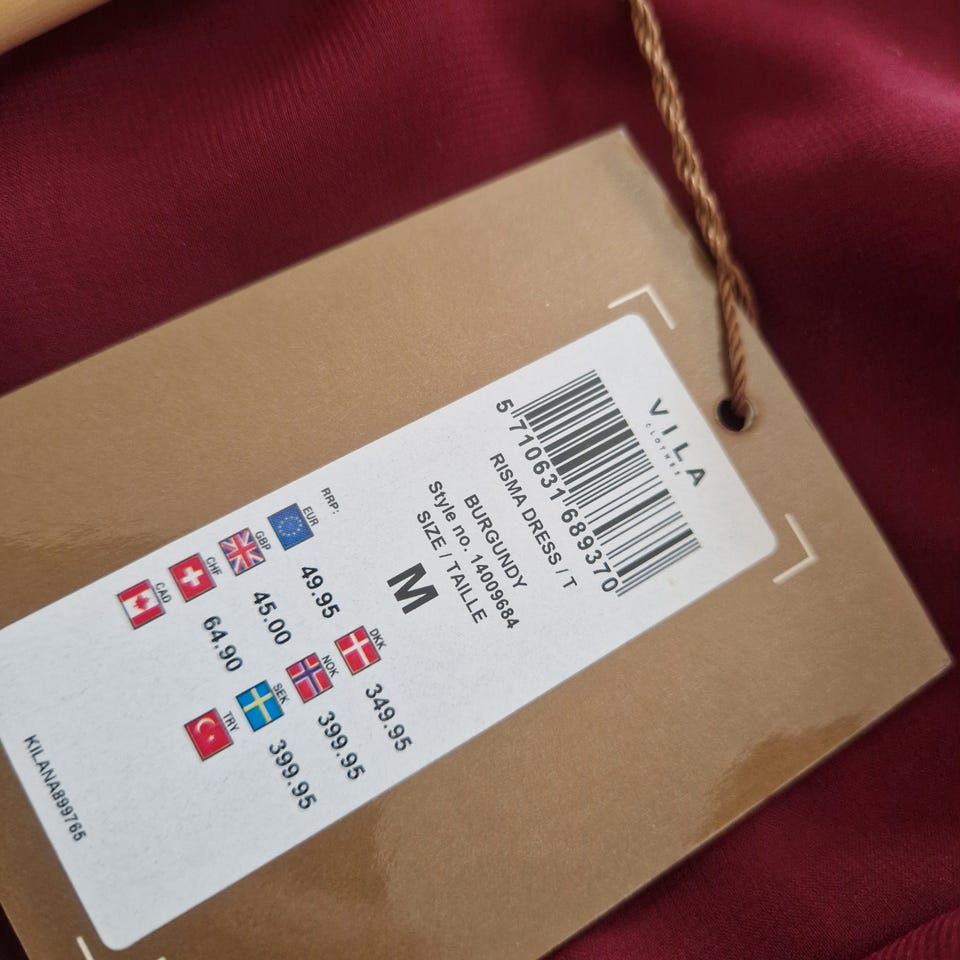 VILA
CLOTHES
5 710631 689370
RISMA DRESS / T
BURGUNDY
Style no. 14009684
SIZE / TAILLE
M
RRP:
EUR 49.95 DKK 349.95
GBP 45.00 NOK 399.95
CHF 64.90 SEK 399.95
CAD TRY
KILANA899765